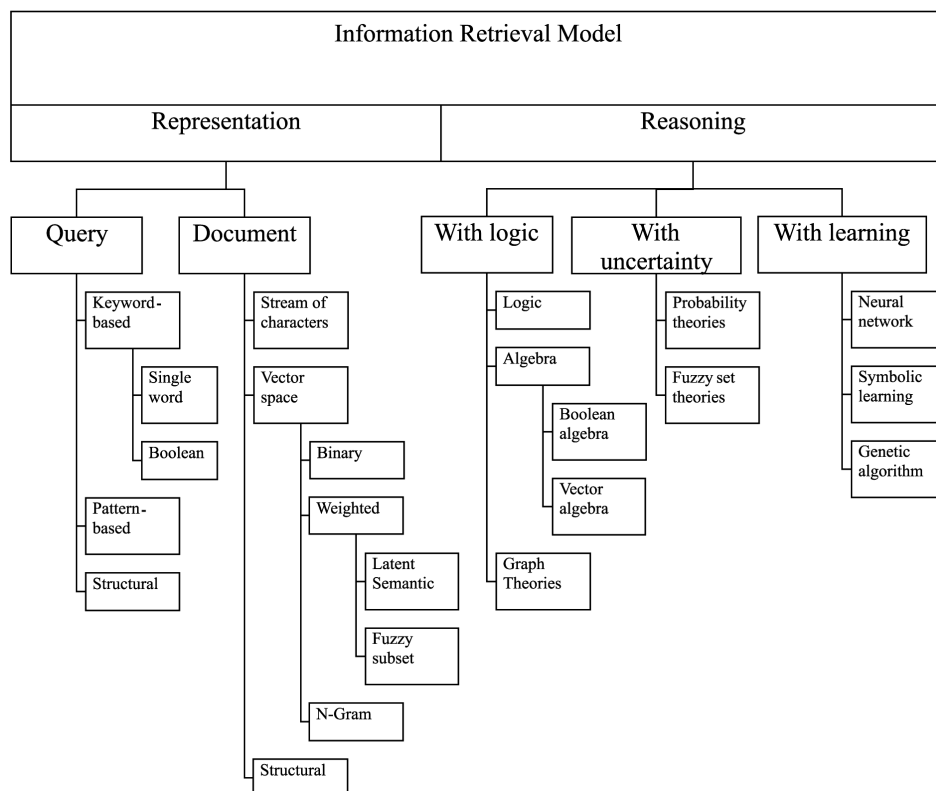 Information Retrieval Model
Representation
Reasoning
Query
Document
With logic
With
uncertainty
With learning
Keyword-
based
Single
word
Boolean
Pattern-
based
Structural
Stream of
characters
Vector
space
Binary
Weighted
Latent
Semantic
Fuzzy
subset
N-Gram
Structural
Logic
Algebra
Boolean
algebra
Vector
algebra
Graph
Theories
Probability
theories
Fuzzy set
theories
Neural
network
Symbolic
learning
Genetic
algorithm